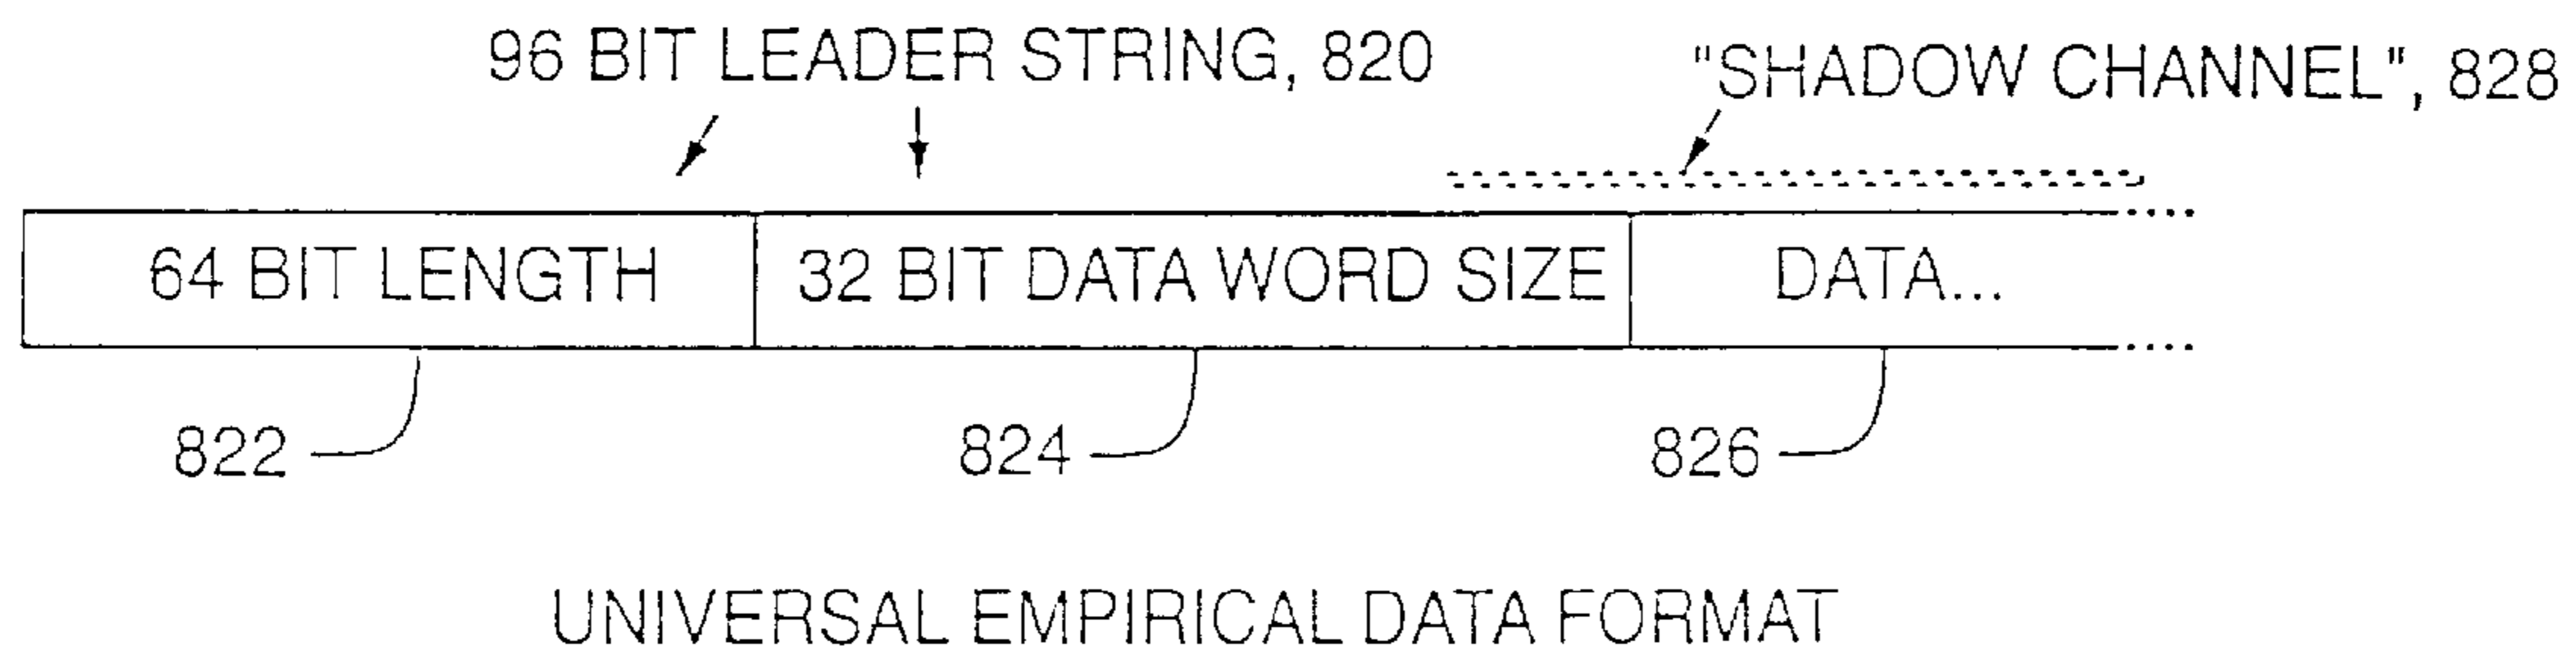 96 BIT LEADER STRING, 820
"SHADOW CHANNEL", 828
64 BIT LENGTH
32 BIT DATA WORD SIZE
DATA...
822
824
826
UNIVERSAL EMPIRICAL DATA FORMAT